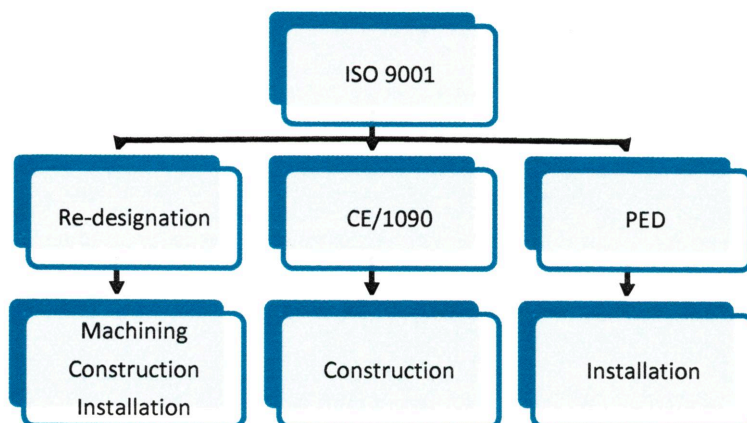 ISO 9001
Re-designation
CE/1090
PED
Machining
Construction
Installation
Construction
Installation